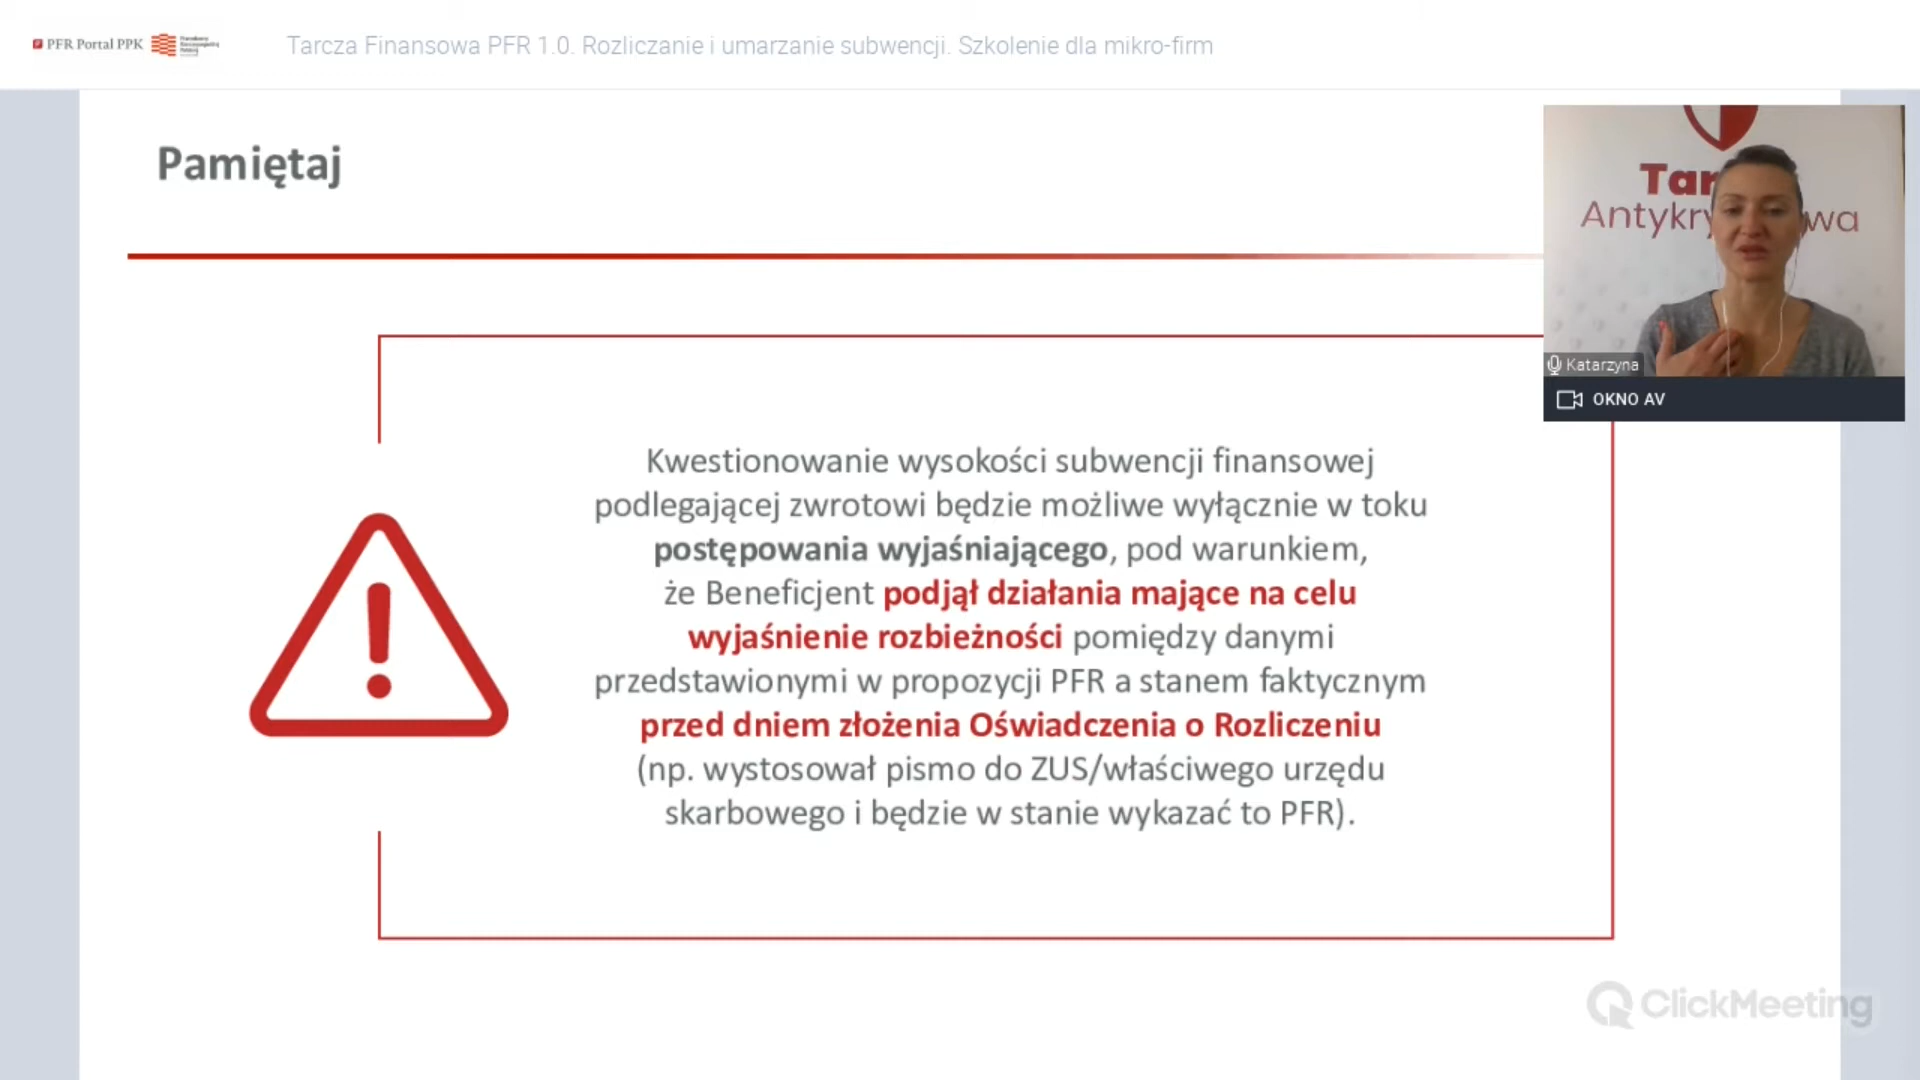 PFR Portal PPK
Tarcza Finansowa PFR 1.0. Rozliczanie i umarzanie subwencji. Szkolenie dla mikro-firm
Pamiętaj
Tar
Antykry wa
Katarzyna
OKNO AV
Kwestionowanie wysokości subwencji finansowej
podlegającej zwrotowi będzie możliwe wyłącznie w toku
postępowania wyjaśniającego, pod warunkiem,
że Beneficjent podjął działania mające na celu
wyjaśnienie rozbieżności pomiędzy danymi
przedstawionymi w propozycji PFR a stanem faktycznym
przed dniem złożenia Oświadczenia o Rozliczeniu
(np. wystosował pismo do ZUS/właściwego urzędu
skarbowego i będzie w stanie wykazać to PFR).
ClickMeeting